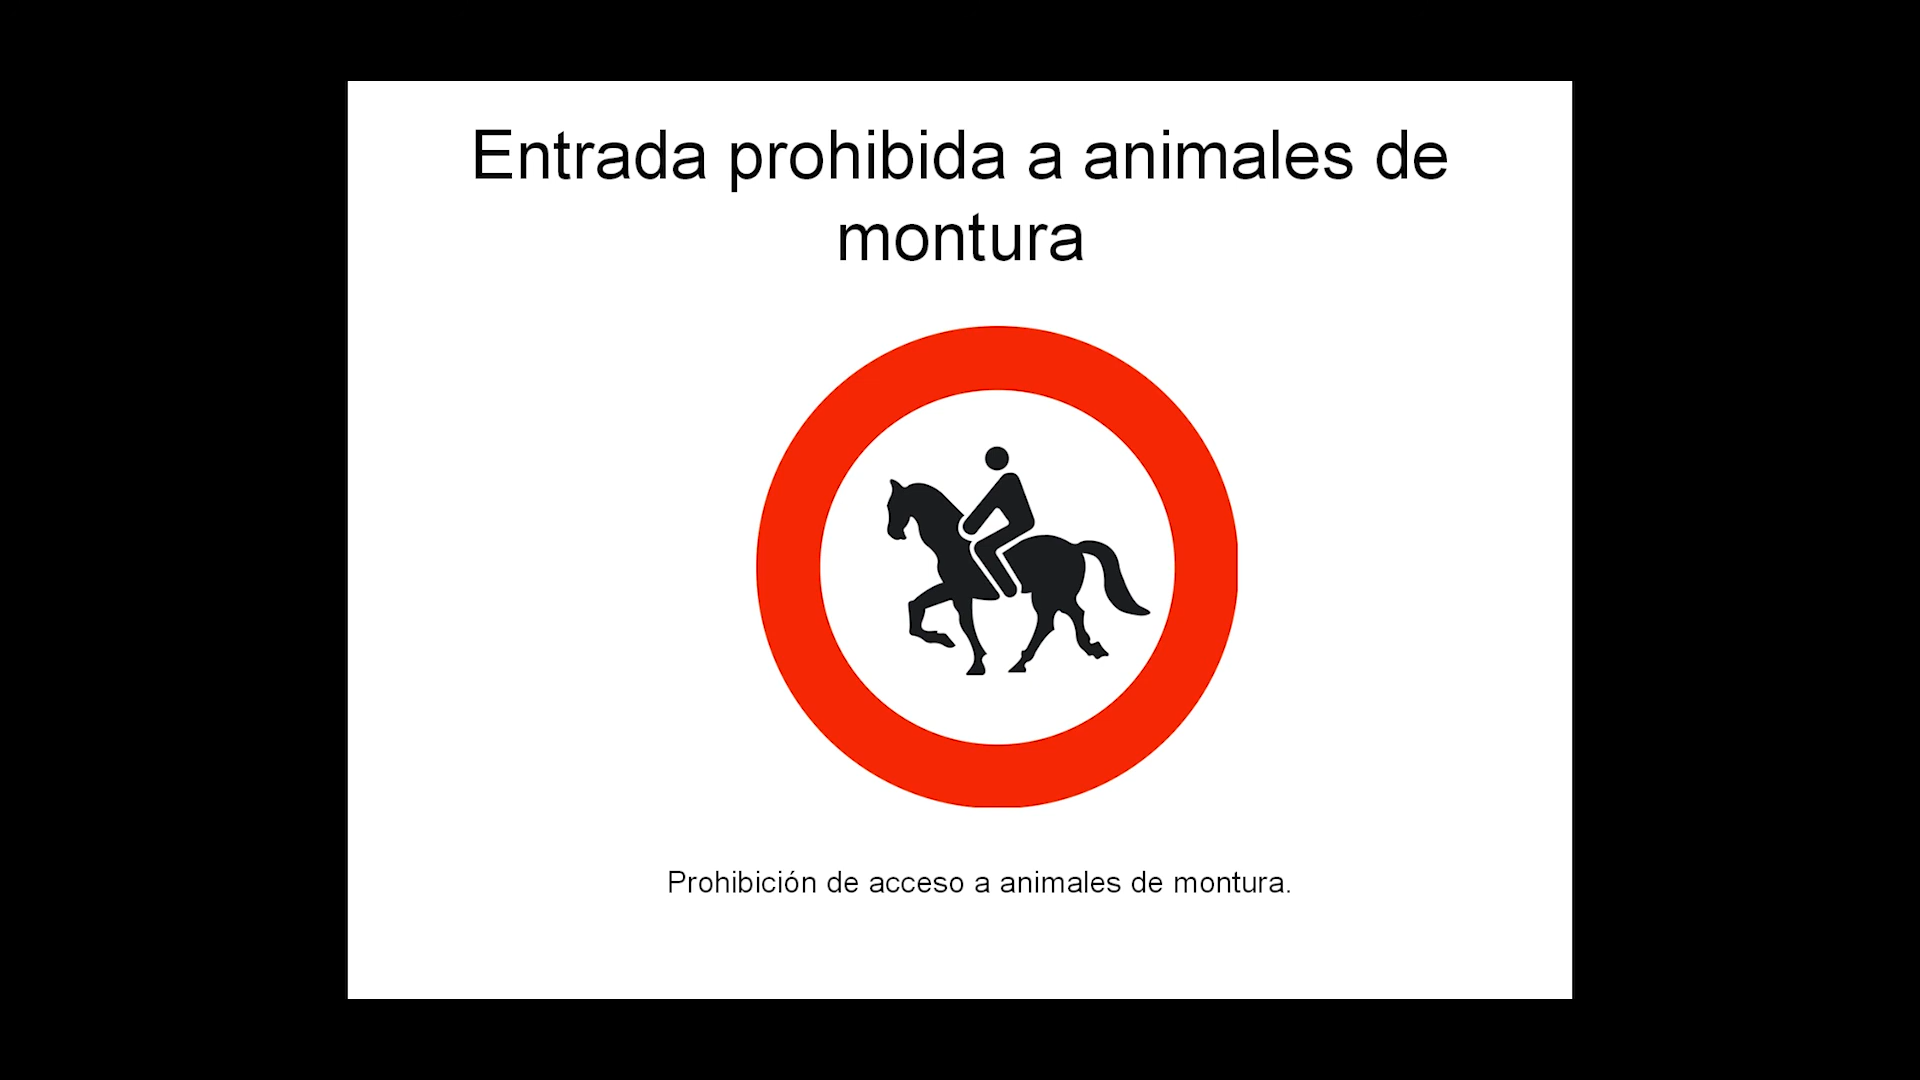 Entrada prohibida a animales de
montura
Prohibición de acceso a animales de montura.